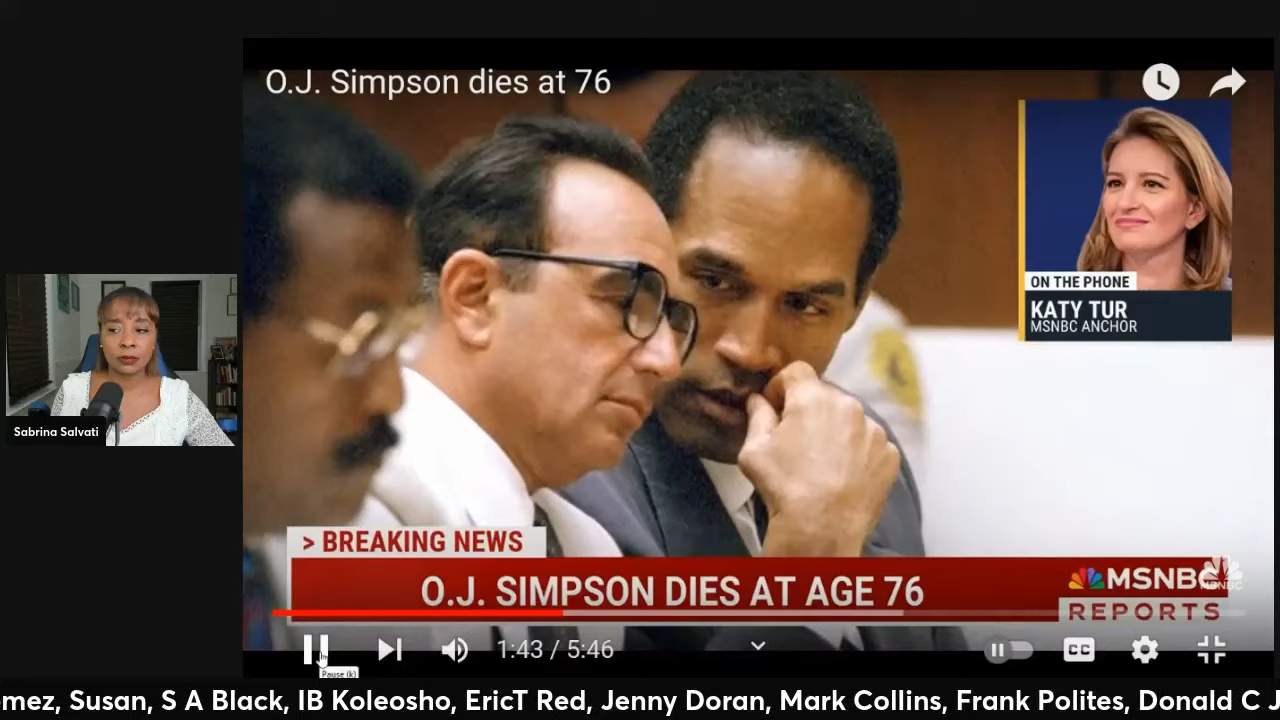 O.J. Simpson dies at 76
ON THE PHONE
KATY TUR
MSNBC ANCHOR
Sabrina Salvati
> BREAKING NEWS
O.J. SIMPSON DIES AT AGE 76
MSNBC
REPORTS
1:43 / 5:46
CC
Pause (k)
mez, Susan, S A Black, IB Koleosho, EricT Red, Jenny Doran, Mark Collins, Frank Polites, Donald C J